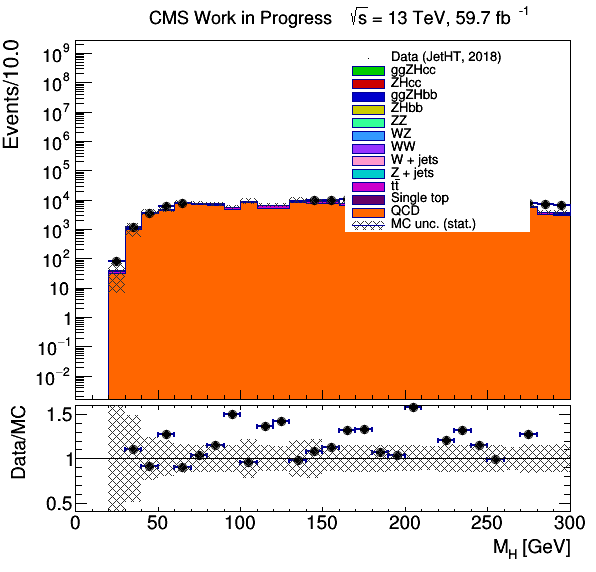 CMS Work in Progress √s = 13 TeV, 59.7 fb⁻¹
Events/10.0
10⁹
10⁸
10⁷
10⁶
10⁵
10⁴
10³
10²
10
1
10⁻¹
10⁻²
Data (JetHT, 2018)
ggZHcc
ZHcc
ggZHbb
ZHbb
ZZ
WZ
WW
W + jets
Z + jets
tt̄
Single top
QCD
MC unc. (stat.)
Data/MC
1.5
1
0.5
0 50 100 150 200 250 300
M_H [GeV]